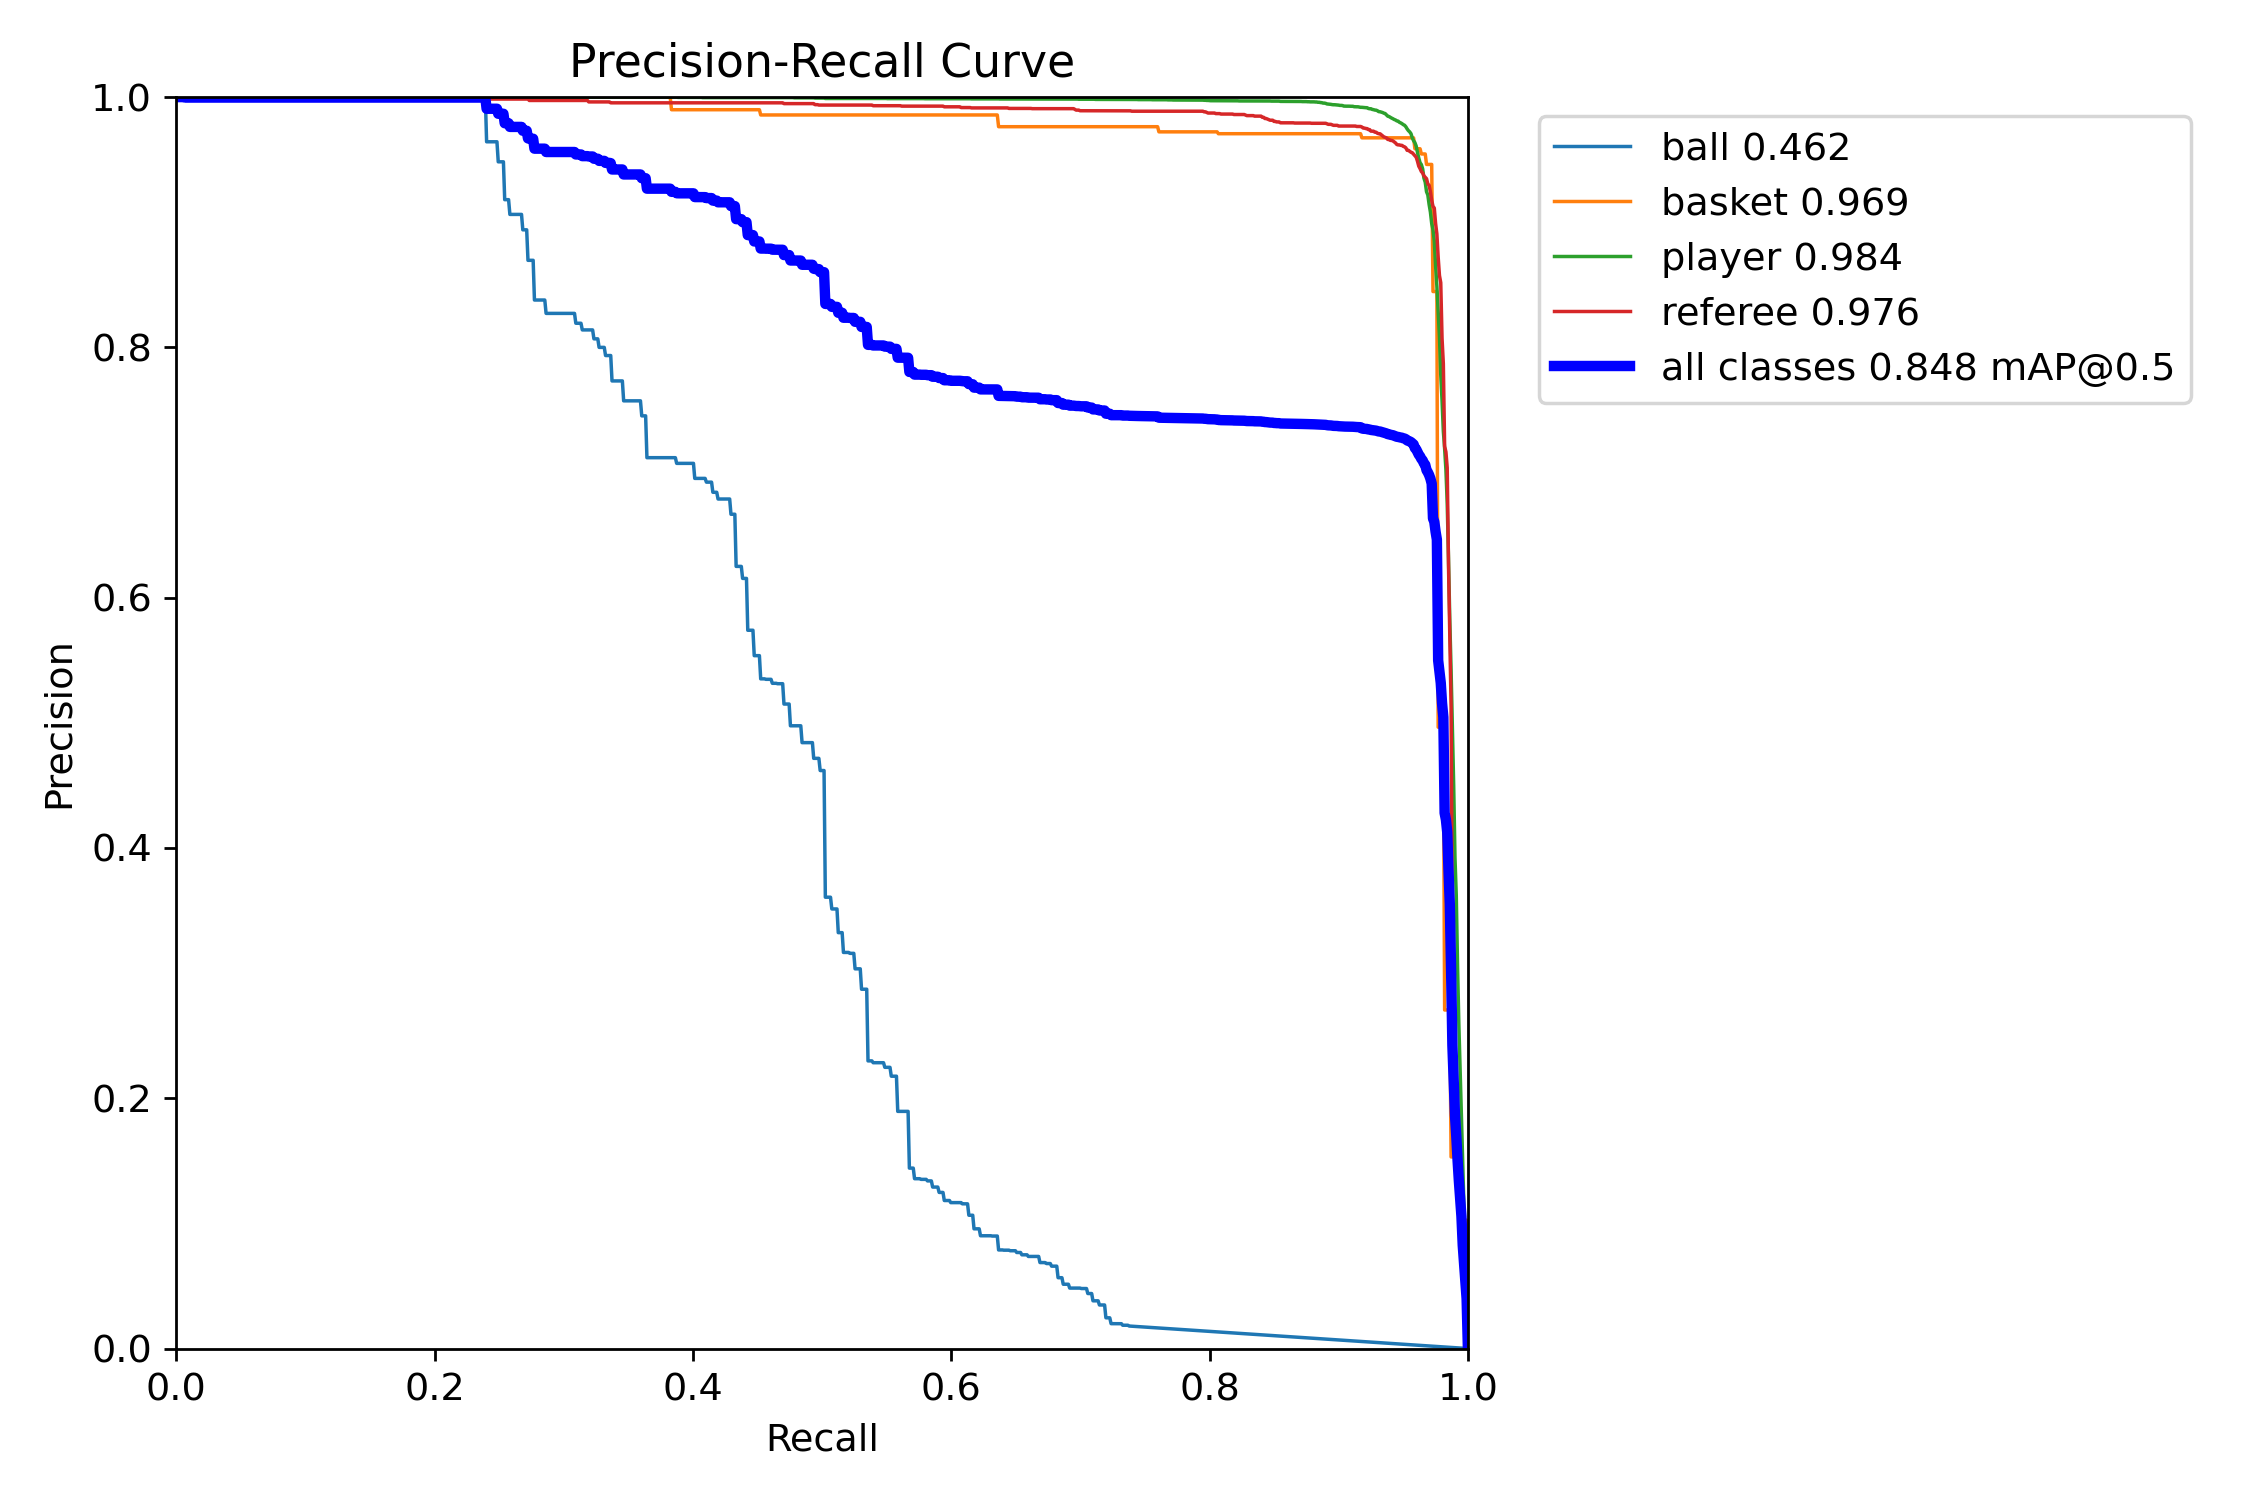 Precision-Recall Curve
1.0
0.8
0.6
0.4
0.2
0.0
Precision
0.0 0.2 0.4 0.6 0.8 1.0
Recall
ball 0.462
basket 0.969
player 0.984
referee 0.976
all classes 0.848 mAP@0.5